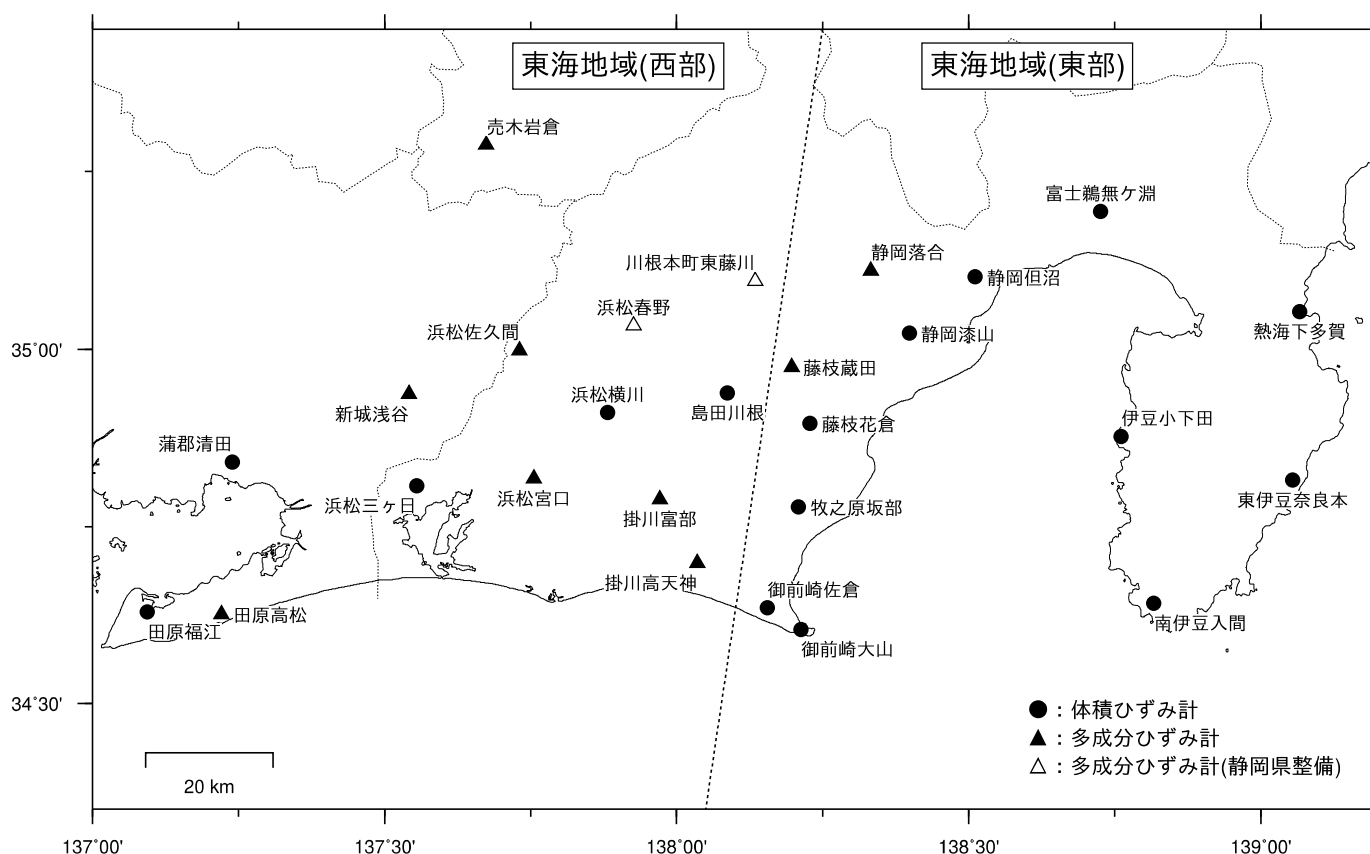 東海地域(西部)
東海地域(東部)
売木岩倉
富士鵜無ケ淵
静岡落合
川根本町東藤川
静岡但沼
浜松春野
熱海下多賀
浜松佐久間
静岡漆山
35°00'
藤枝蔵田
浜松横川
島田川根
新城浅谷
伊豆小下田
藤枝花倉
蒲郡清田
浜松宮口
東伊豆奈良本
浜松三ヶ日
牧之原坂部
掛川富部
掛川高天神
御前崎佐倉
田原高松
田原福江
南伊豆入間
御前崎大山
34°30'
:体積ひずみ計
:多成分ひずみ計
:多成分ひずみ計(静岡県整備)
20 km
137°00'
137°30'
138°00'
138°30'
139°00'